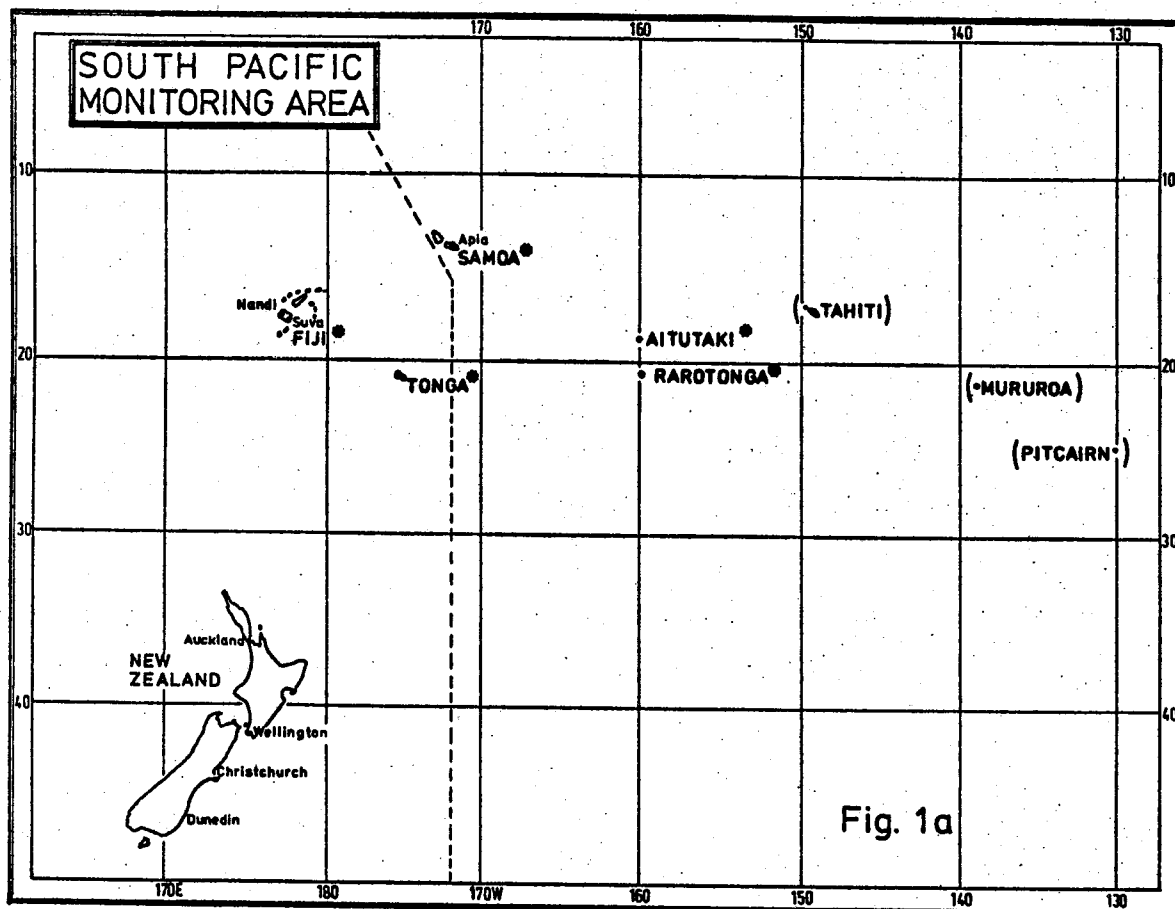 170 160 150 140 130
SOUTH PACIFIC
MONITORING AREA
10 10
Apia
SAMOA*
Nandi
Suva
FIJI*
(TAHITI)
AITUTAKI*
20 20
TONGA*
RAROTONGA*
(MURUROA)
(PITCAIRN)
30 30
Auckland
NEW
ZEALAND
40 40
Wellington
Christchurch
Dunedin
Fig. 1a
170E 180 170W 160 150 140 130